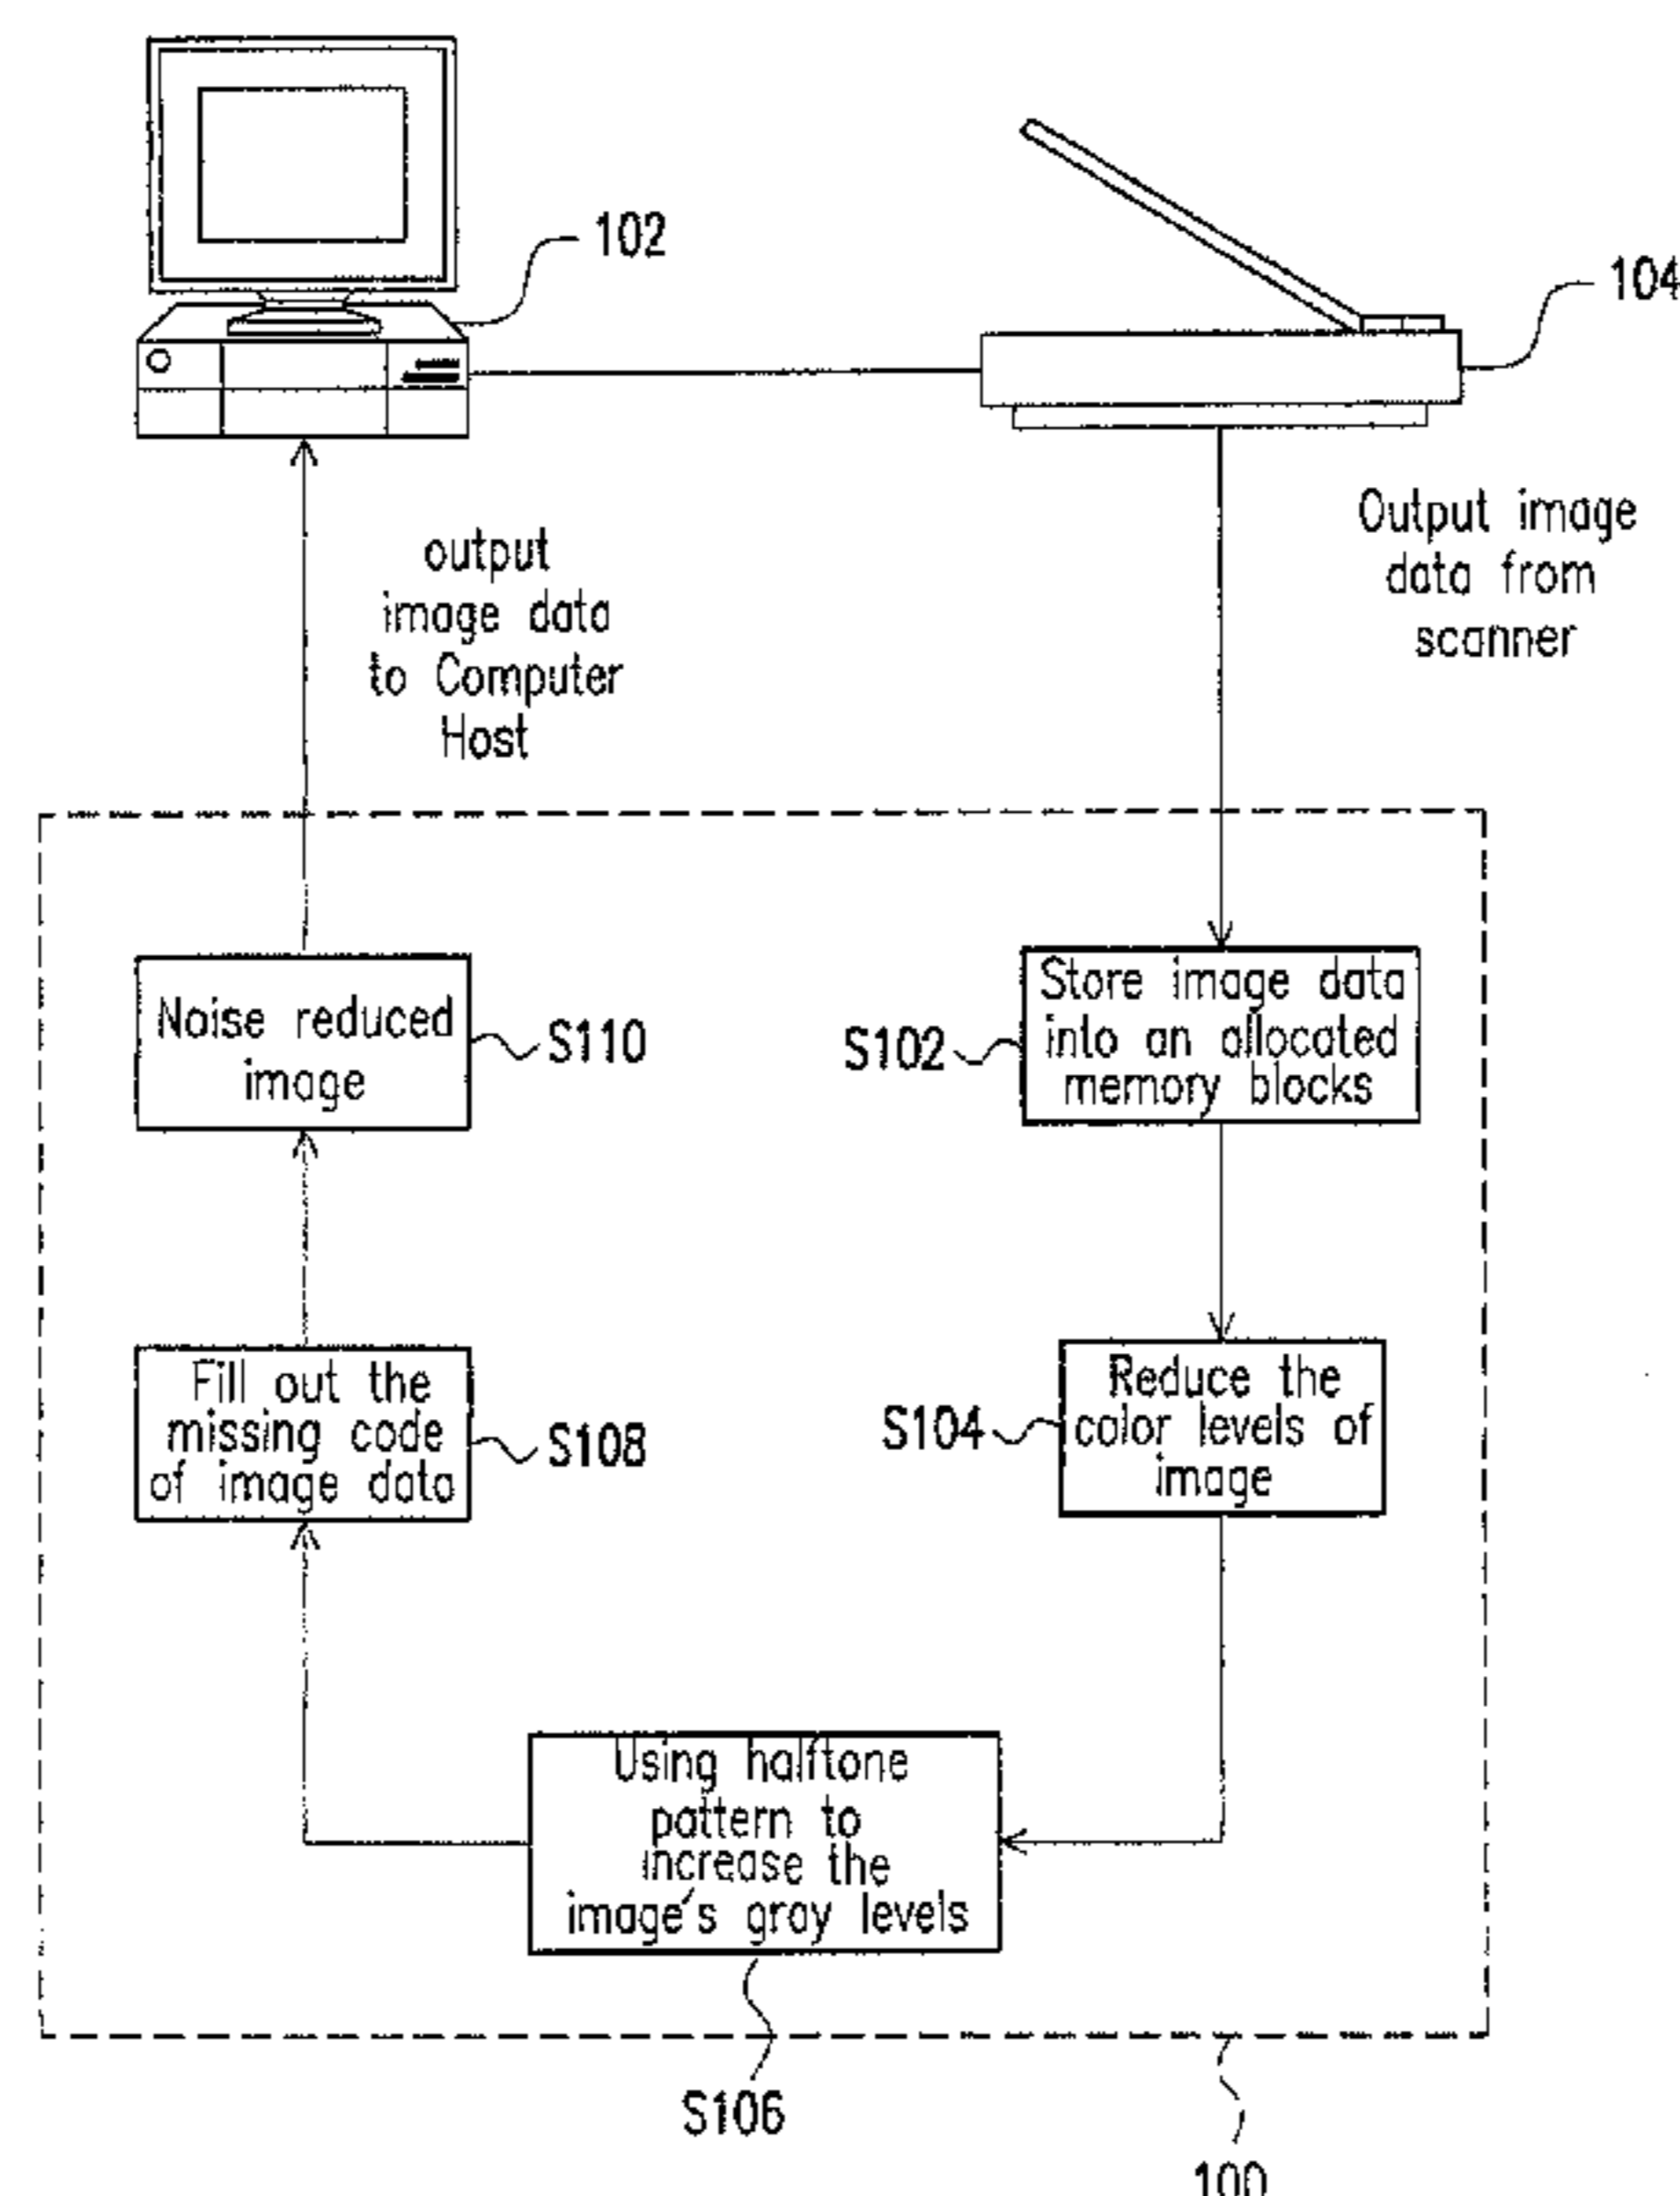 102
104
output
image data
to Computer
Host
Output image
data from
scanner
Noise reduced
image
S110
S102
Store image data
into an allocated
memory blocks
Fill out the
missing code
of image data
S108
S104
Reduce the
color levels of
image
Using halftone
pattern to
increase the
image's gray levels
S106
100